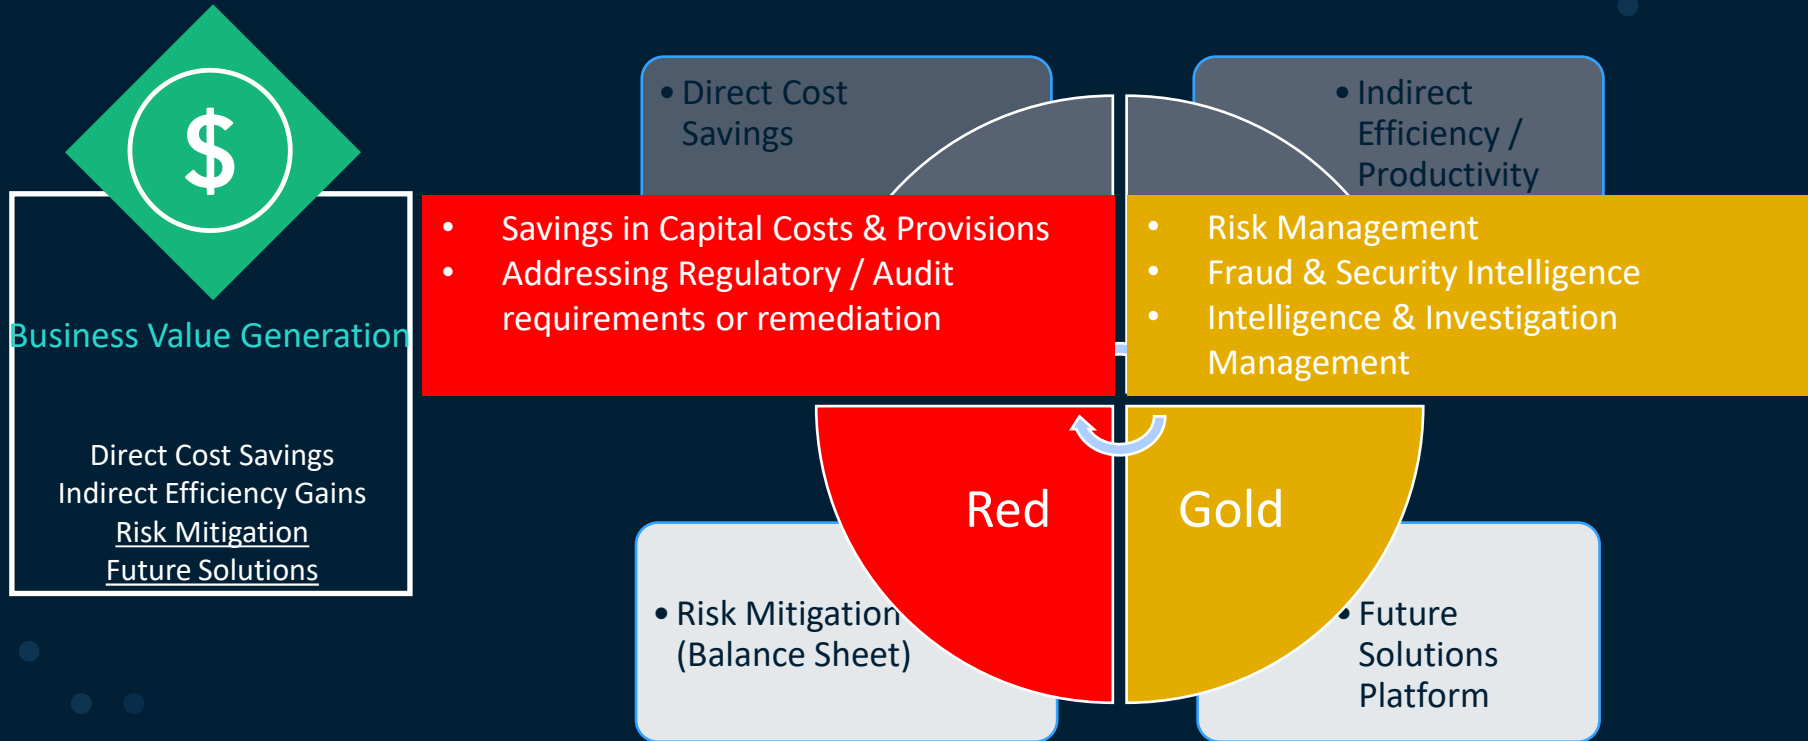 $
Business Value Generation
Direct Cost Savings
Indirect Efficiency Gains
Risk Mitigation
Future Solutions
• Direct Cost
Savings
• Indirect
Efficiency /
Productivity
• Savings in Capital Costs & Provisions
• Addressing Regulatory / Audit
requirements or remediation
• Risk Management
• Fraud & Security Intelligence
• Intelligence & Investigation
Management
Red
Gold
• Risk Mitigation
(Balance Sheet)
• Future
Solutions
Platform